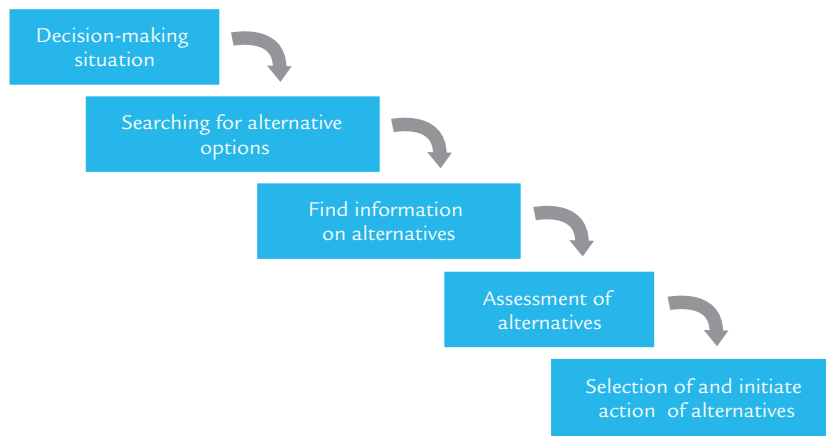 Decision-making
situation
Searching for alternative
options
Find information
on alternatives
Assessment of
alternatives
Selection of and initiate
action of alternatives